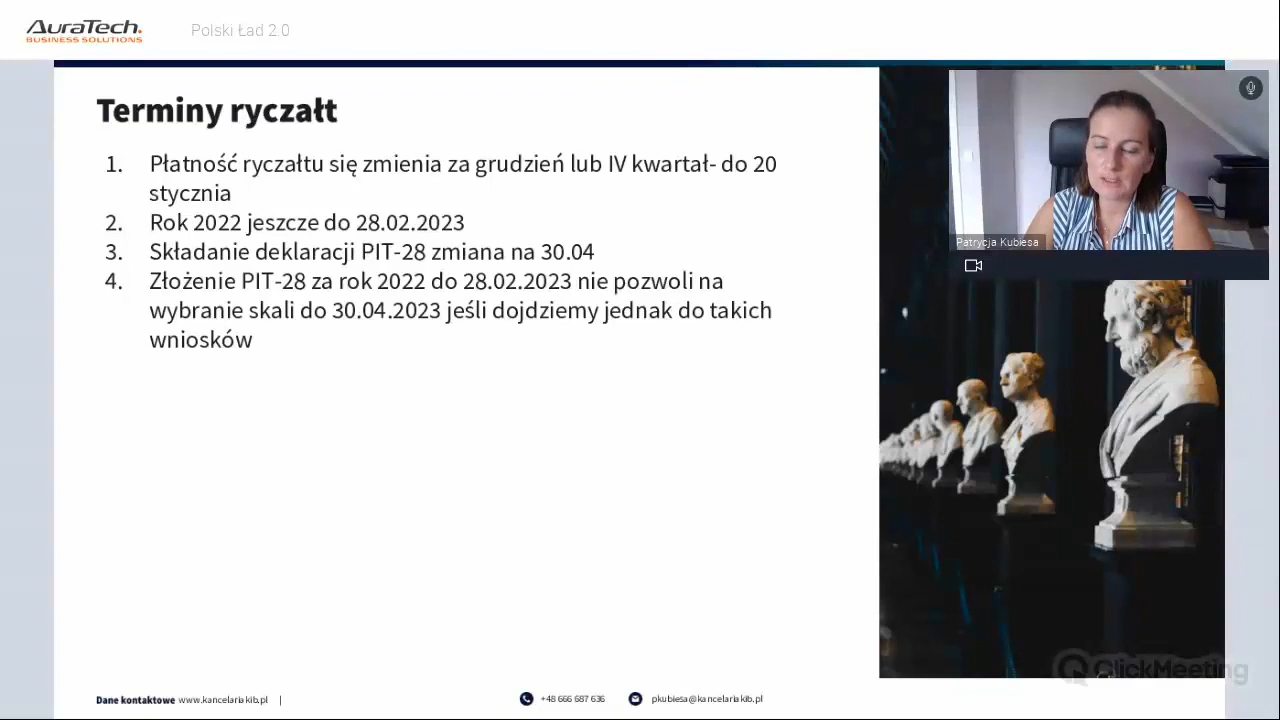 AuraTech.
BUSINESS SOLUTIONS
Polski Ład 2.0
Terminy ryczałt
1. Płatność ryczałtu się zmienia za grudzień lub IV kwartał- do 20
stycznia
2. Rok 2022 jeszcze do 28.02.2023
3. Składanie deklaracji PIT-28 zmiana na 30.04
4. Złożenie PIT-28 za rok 2022 do 28.02.2023 nie pozwoli na
wybranie skali do 30.04.2023 jeśli dojdziemy jednak do takich
wniosków
Patrycja Kubiesa
ClickMeeting
Dane kontaktowe www.kancelariakib.pl |
+48 666 687 636
pkubiesa@kancelariakib.pl